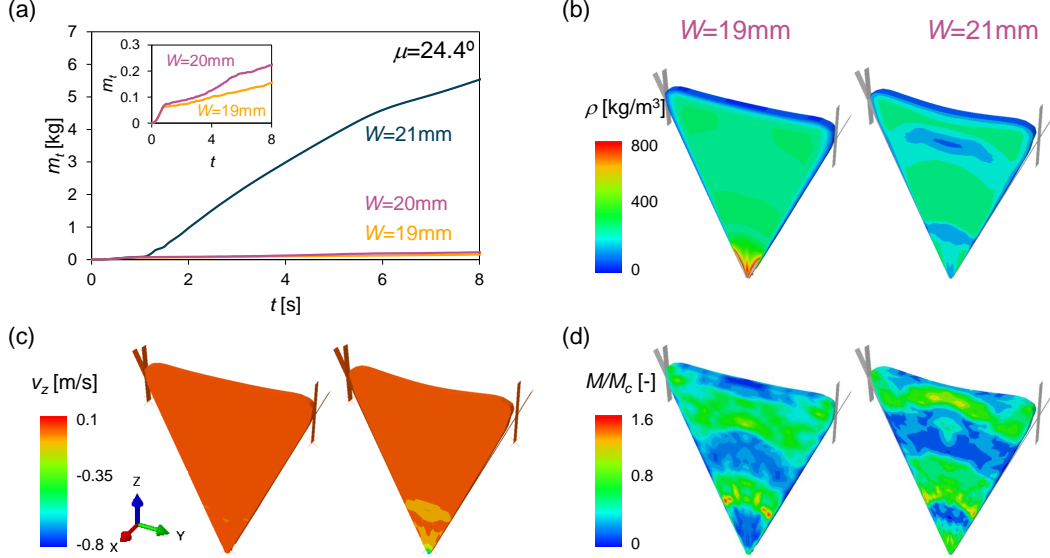 (a)
7
6
5
4
3
2
1
0
m_t [kg]
0
2
4
6
8
t [s]
μ=24.4⁰
W=21mm
W=20mm
W=19mm
0.3
0.2
0.1
0
m_t
0
4
8
t
W=20mm
W=19mm
(b)
W=19mm
W=21mm
ρ [kg/m³]
800
400
0
(c)
v_z [m/s]
0.1
-0.35
-0.8
Z
X
Y
(d)
M/M_c [-]
1.6
0.8
0